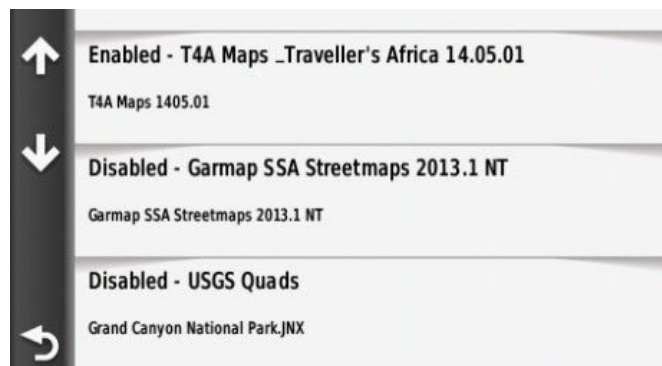 Enabled - T4A Maps _Traveller's Africa 14.05.01
T4A Maps 1405.01
Disabled - Garmap SSA Streetmaps 2013.1 NT
Garmap SSA Streetmaps 2013.1 NT
Disabled - USGS Quads
Grand Canyon National Park.JNX